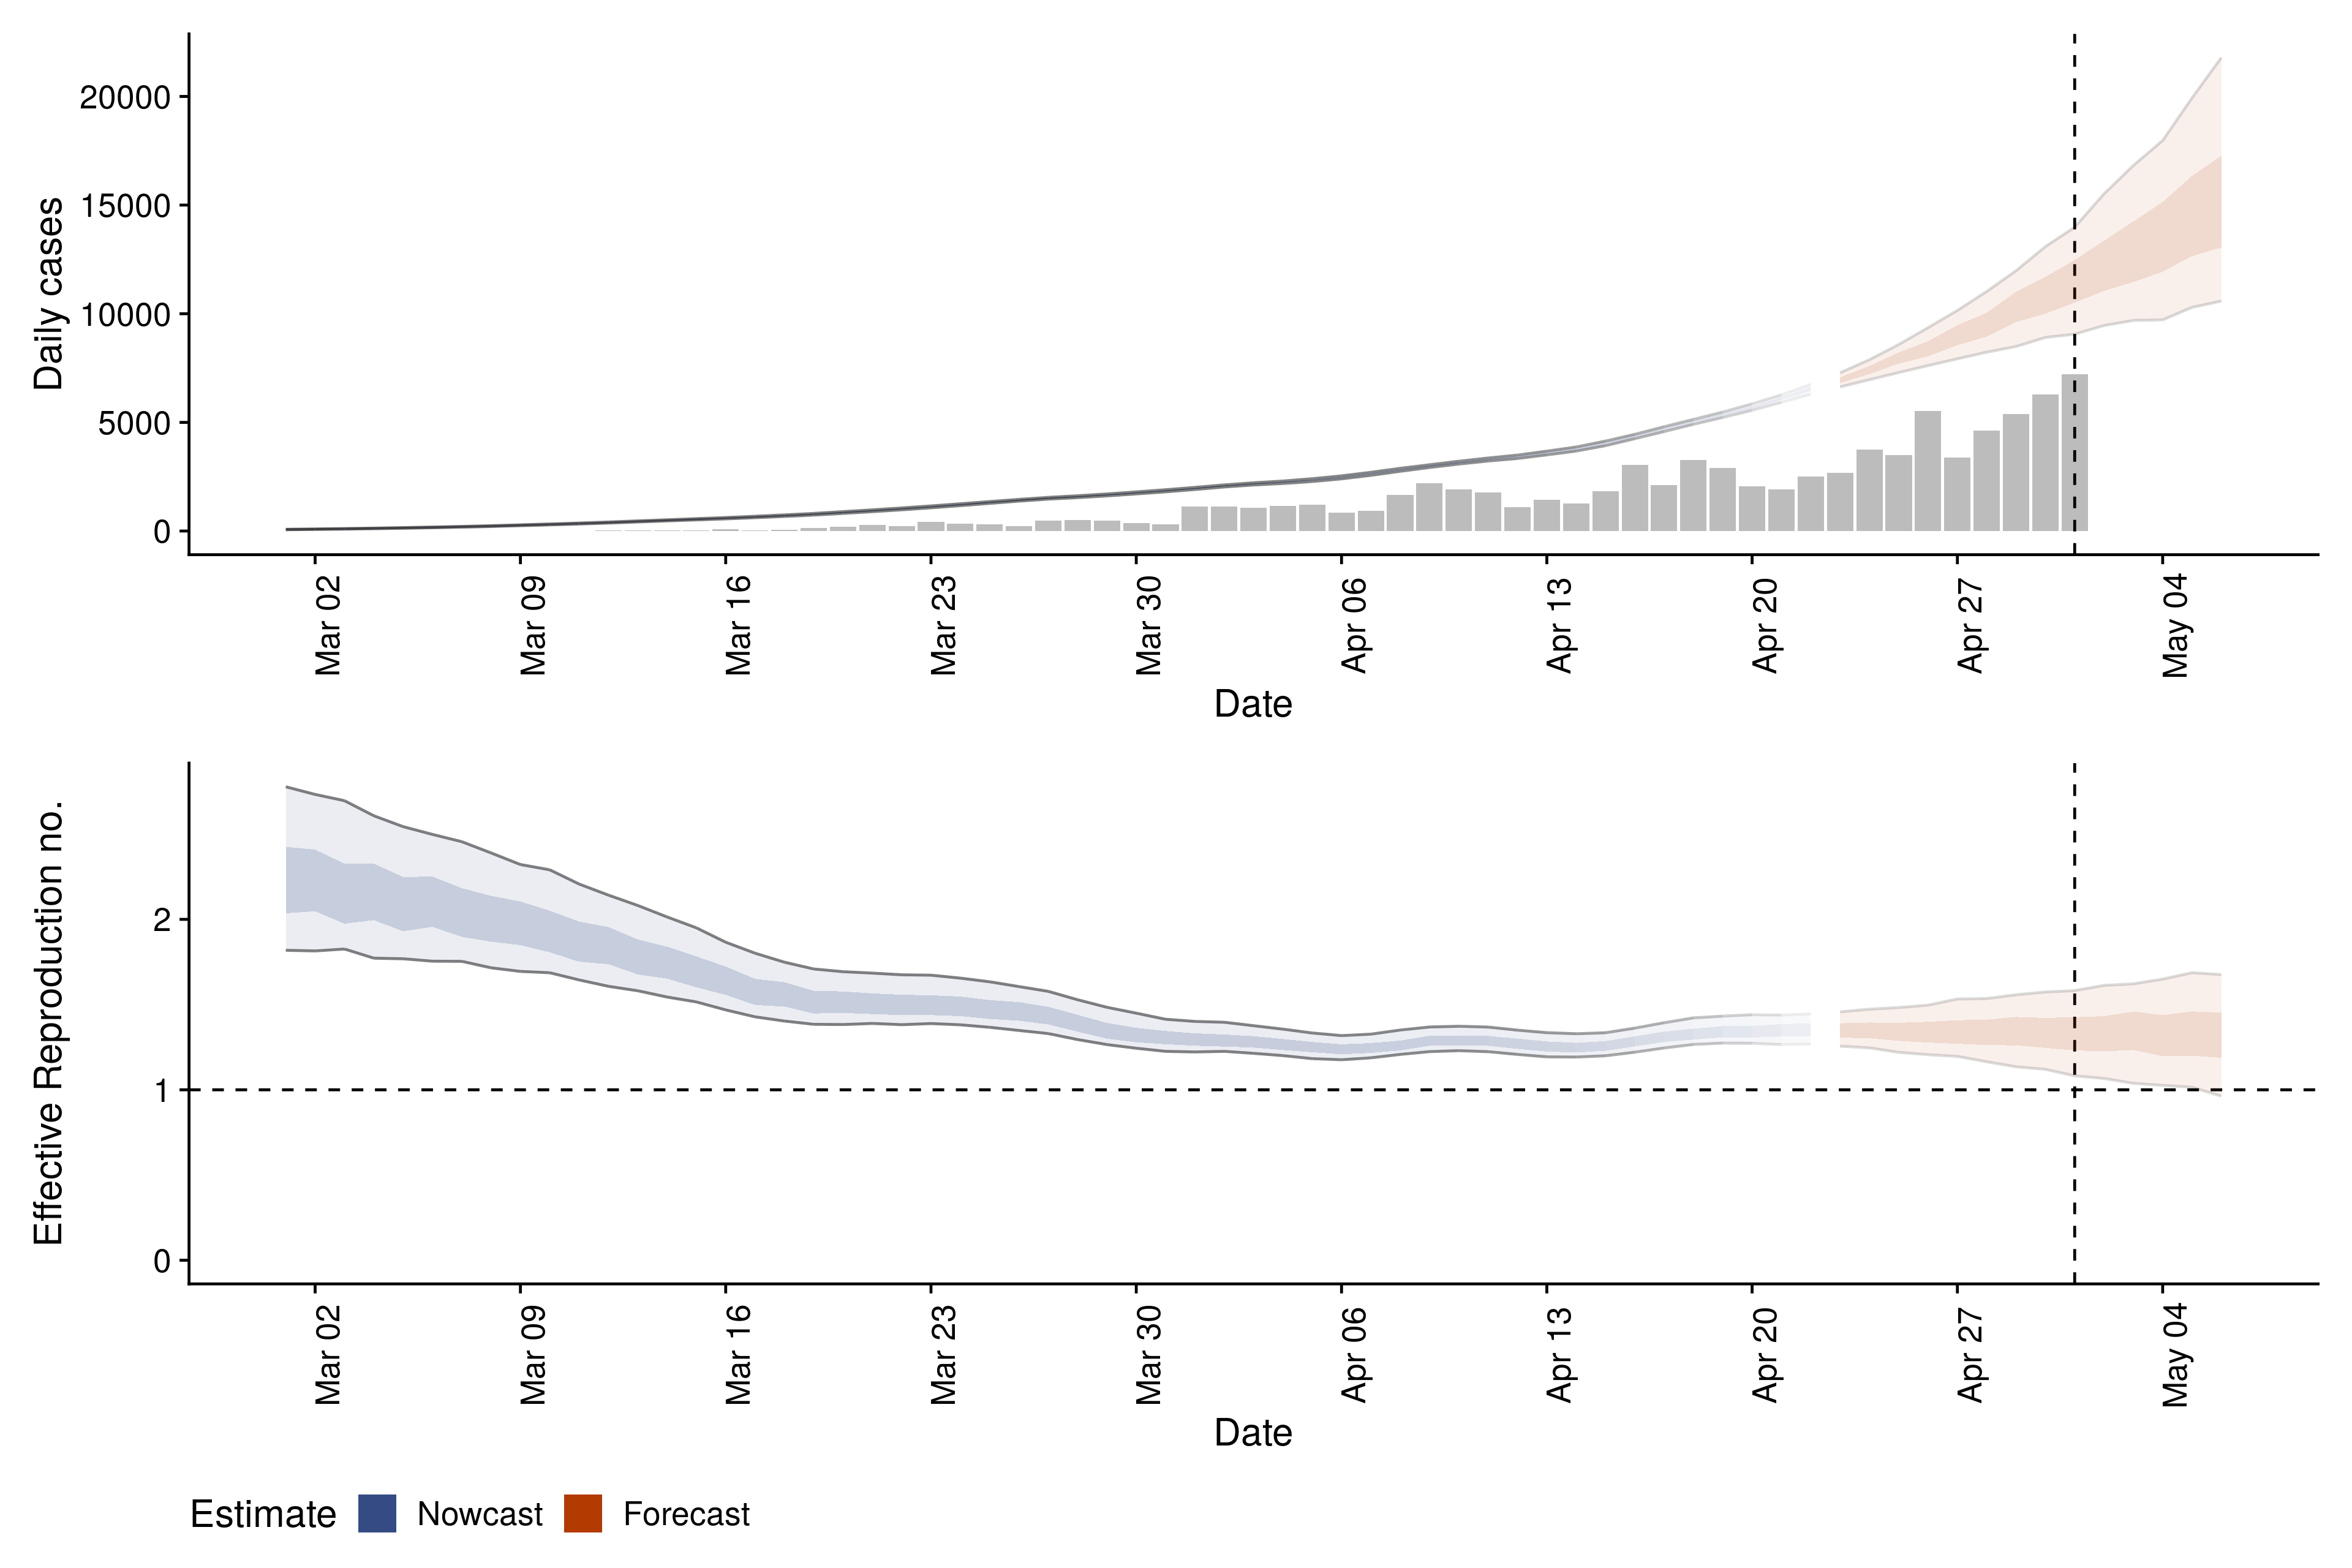 Daily cases
20000
15000
10000
5000
0
Mar 02 Mar 09 Mar 16 Mar 23 Mar 30 Apr 06 Apr 13 Apr 20 Apr 27 May 04
Date
Effective Reproduction no.
2
1
0
Mar 02 Mar 09 Mar 16 Mar 23 Mar 30 Apr 06 Apr 13 Apr 20 Apr 27 May 04
Date
Estimate Nowcast Forecast